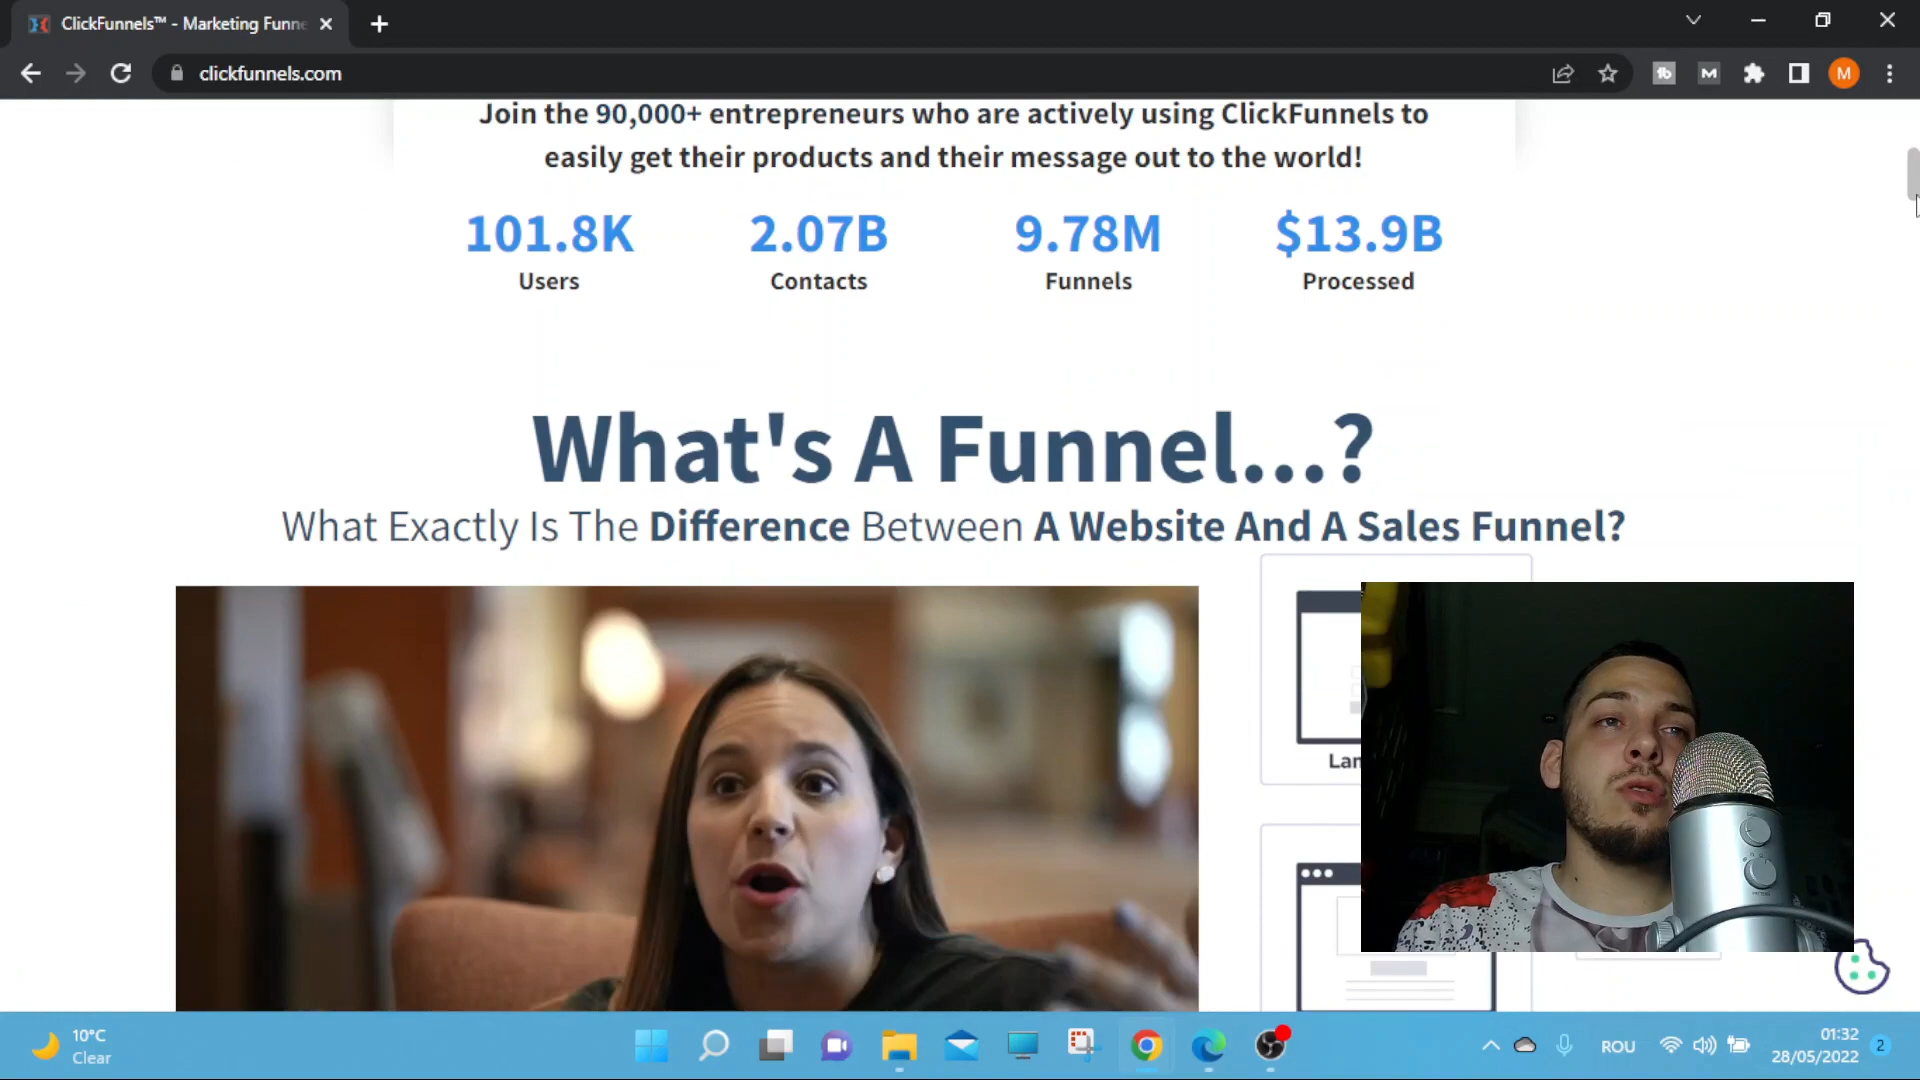 ClickFunnels™ - Marketing Funne
clickfunnels.com
M
Join the 90,000+ entrepreneurs who are actively using ClickFunnels to
easily get their products and their message out to the world!
101.8K
Users
2.07B
Contacts
9.78M
Funnels
$13.9B
Processed
What's A Funnel...?
What Exactly Is The Difference Between A Website And A Sales Funnel?
Lan
10°C
Clear
ROU
01:32
28/05/2022
2